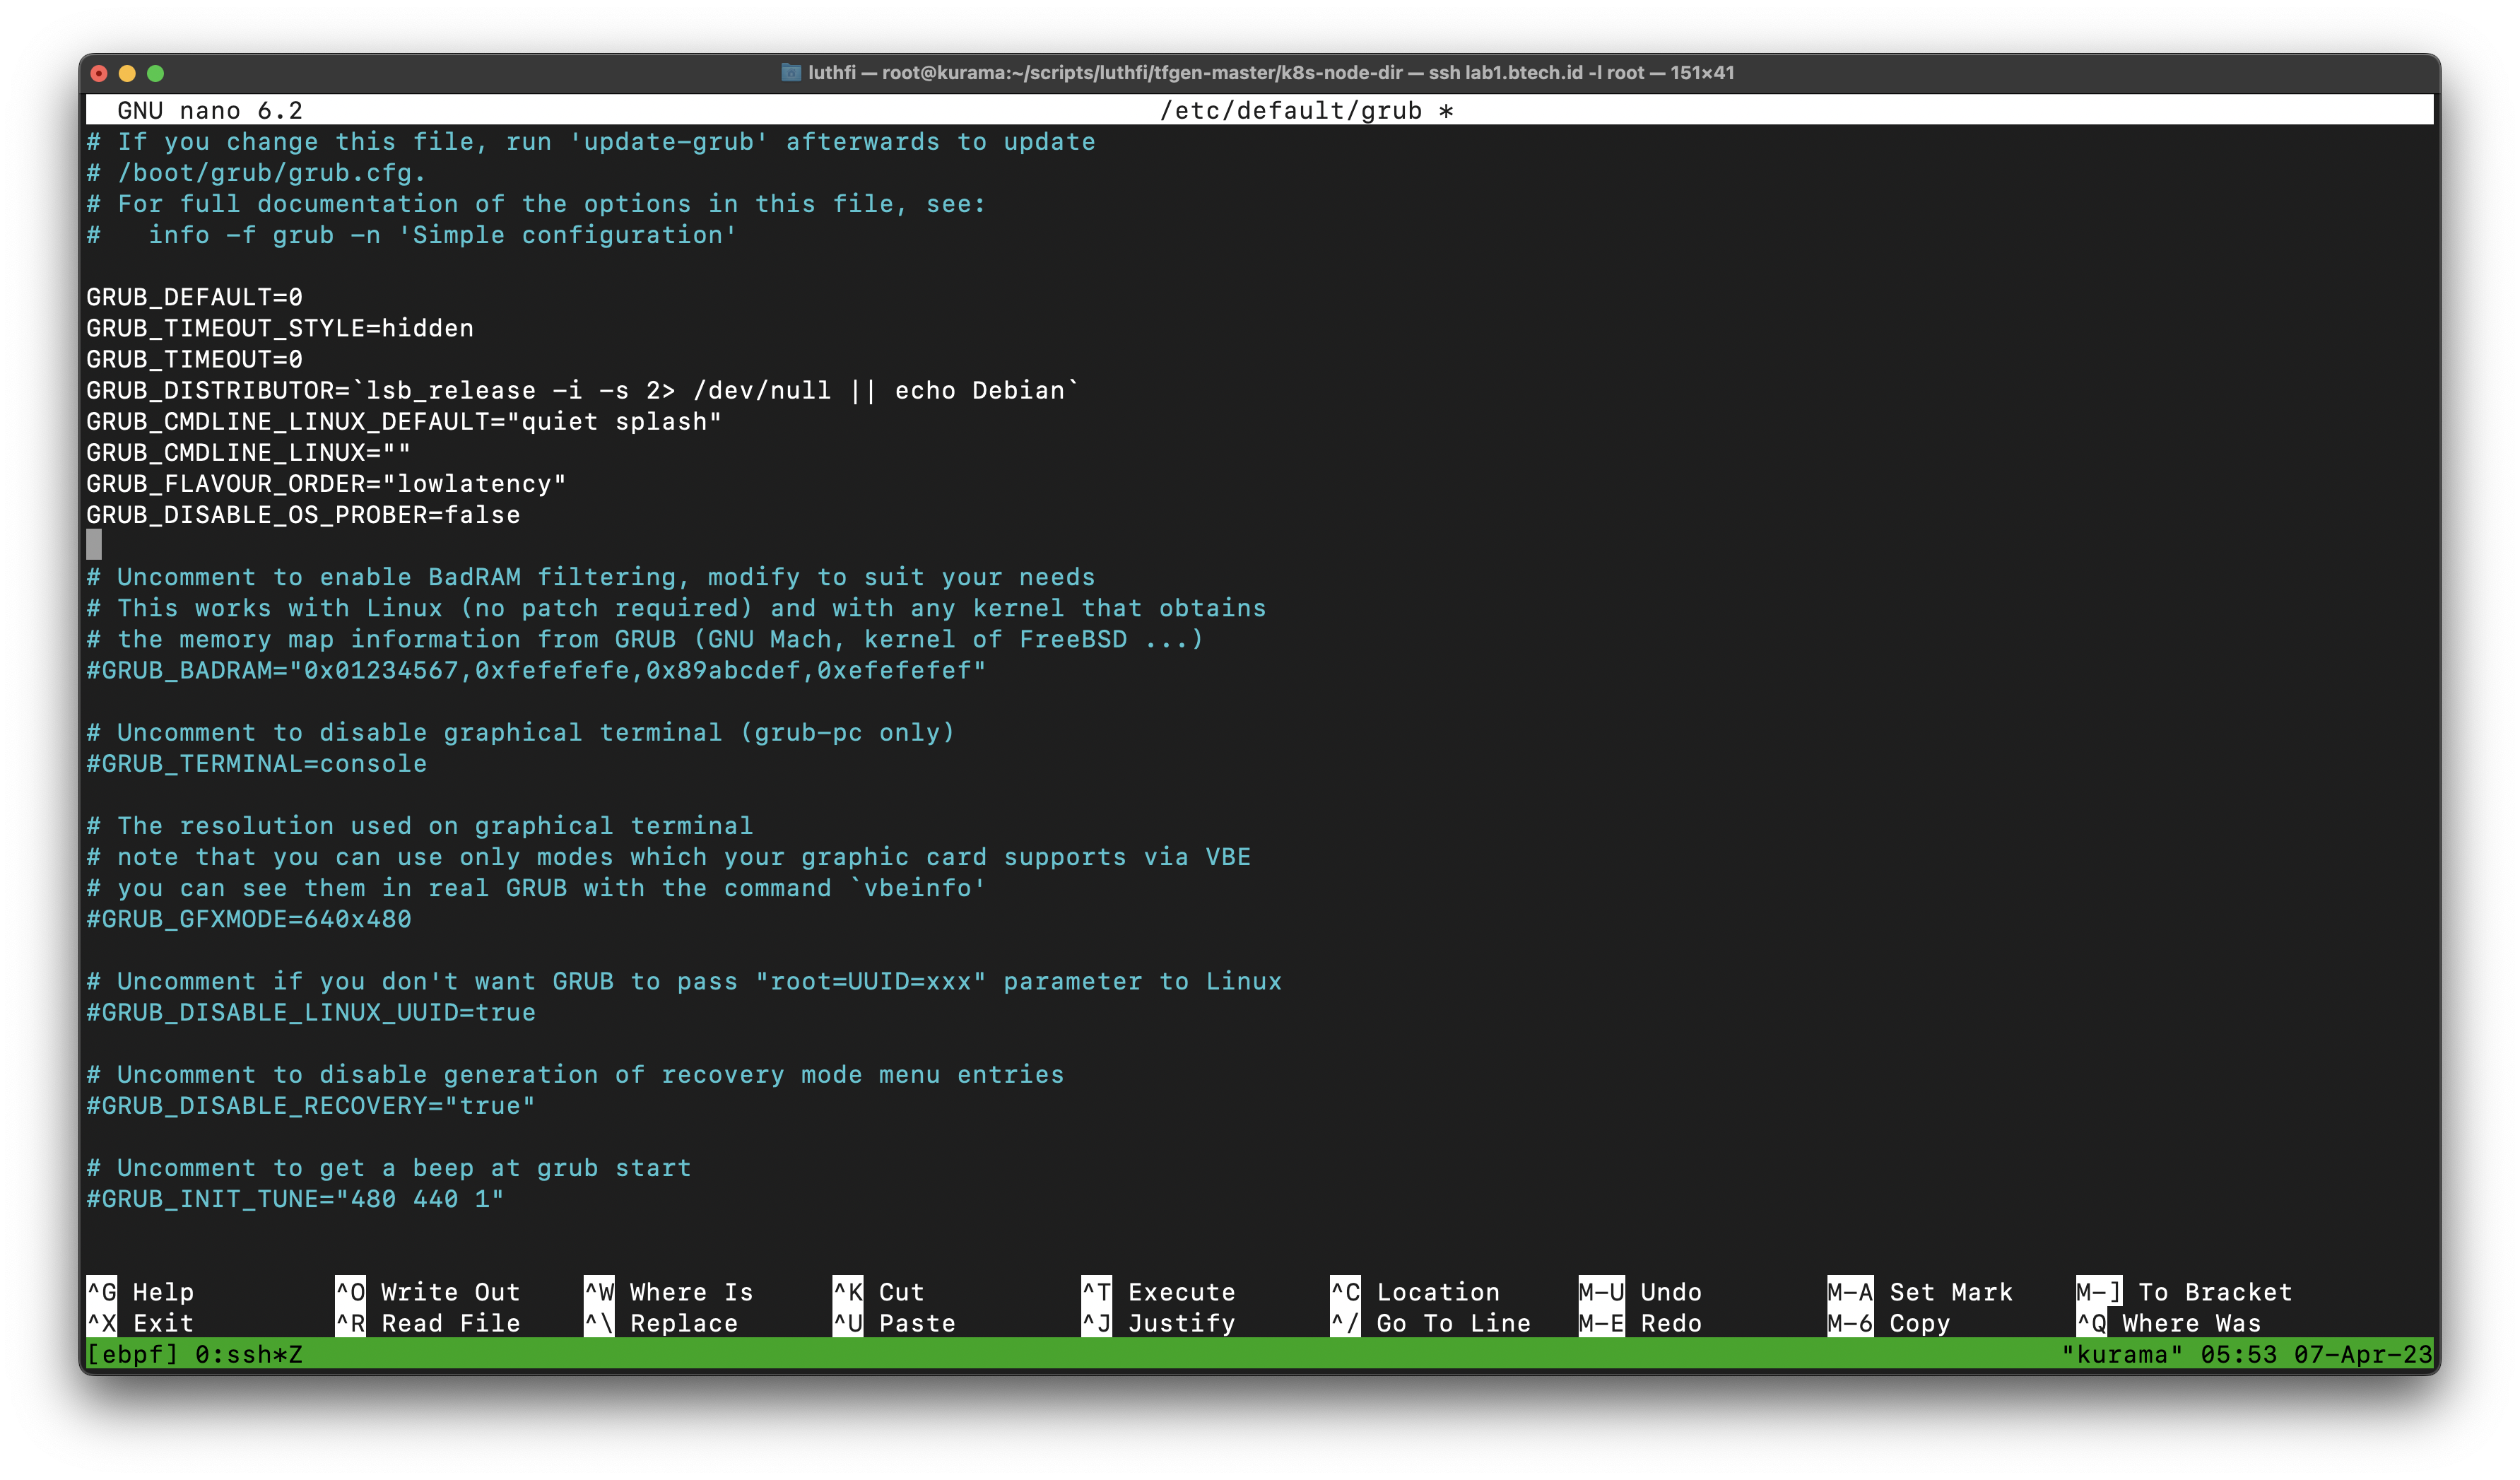 luthfi — root@kurama:~/scripts/luthfi/tfgen-master/k8s-node-dir — ssh lab1.btech.id -l root — 151×41
GNU nano 6.2 /etc/default/grub *
# If you change this file, run 'update-grub' afterwards to update
# /boot/grub/grub.cfg.
# For full documentation of the options in this file, see:
#   info -f grub -n 'Simple configuration'
GRUB_DEFAULT=0
GRUB_TIMEOUT_STYLE=hidden
GRUB_TIMEOUT=0
GRUB_DISTRIBUTOR=`lsb_release -i -s 2> /dev/null || echo Debian`
GRUB_CMDLINE_LINUX_DEFAULT="quiet splash"
GRUB_CMDLINE_LINUX=""
GRUB_FLAVOUR_ORDER="lowlatency"
GRUB_DISABLE_OS_PROBER=false
# Uncomment to enable BadRAM filtering, modify to suit your needs
# This works with Linux (no patch required) and with any kernel that obtains
# the memory map information from GRUB (GNU Mach, kernel of FreeBSD ...)
#GRUB_BADRAM="0x01234567,0xfefefefe,0x89abcdef,0xefefefef"
# Uncomment to disable graphical terminal (grub-pc only)
#GRUB_TERMINAL=console
# The resolution used on graphical terminal
# note that you can use only modes which your graphic card supports via VBE
# you can see them in real GRUB with the command `vbeinfo'
#GRUB_GFXMODE=640x480
# Uncomment if you don't want GRUB to pass "root=UUID=xxx" parameter to Linux
#GRUB_DISABLE_LINUX_UUID=true
# Uncomment to disable generation of recovery mode menu entries
#GRUB_DISABLE_RECOVERY="true"
# Uncomment to get a beep at grub start
#GRUB_INIT_TUNE="480 440 1"
^G Help ^O Write Out ^W Where Is ^K Cut ^T Execute ^C Location M-U Undo M-A Set Mark M-] To Bracket
^X Exit ^R Read File ^\ Replace ^U Paste ^J Justify ^/ Go To Line M-E Redo M-6 Copy ^Q Where Was
[ebpf] 0:ssh*Z "kurama" 05:53 07-Apr-23